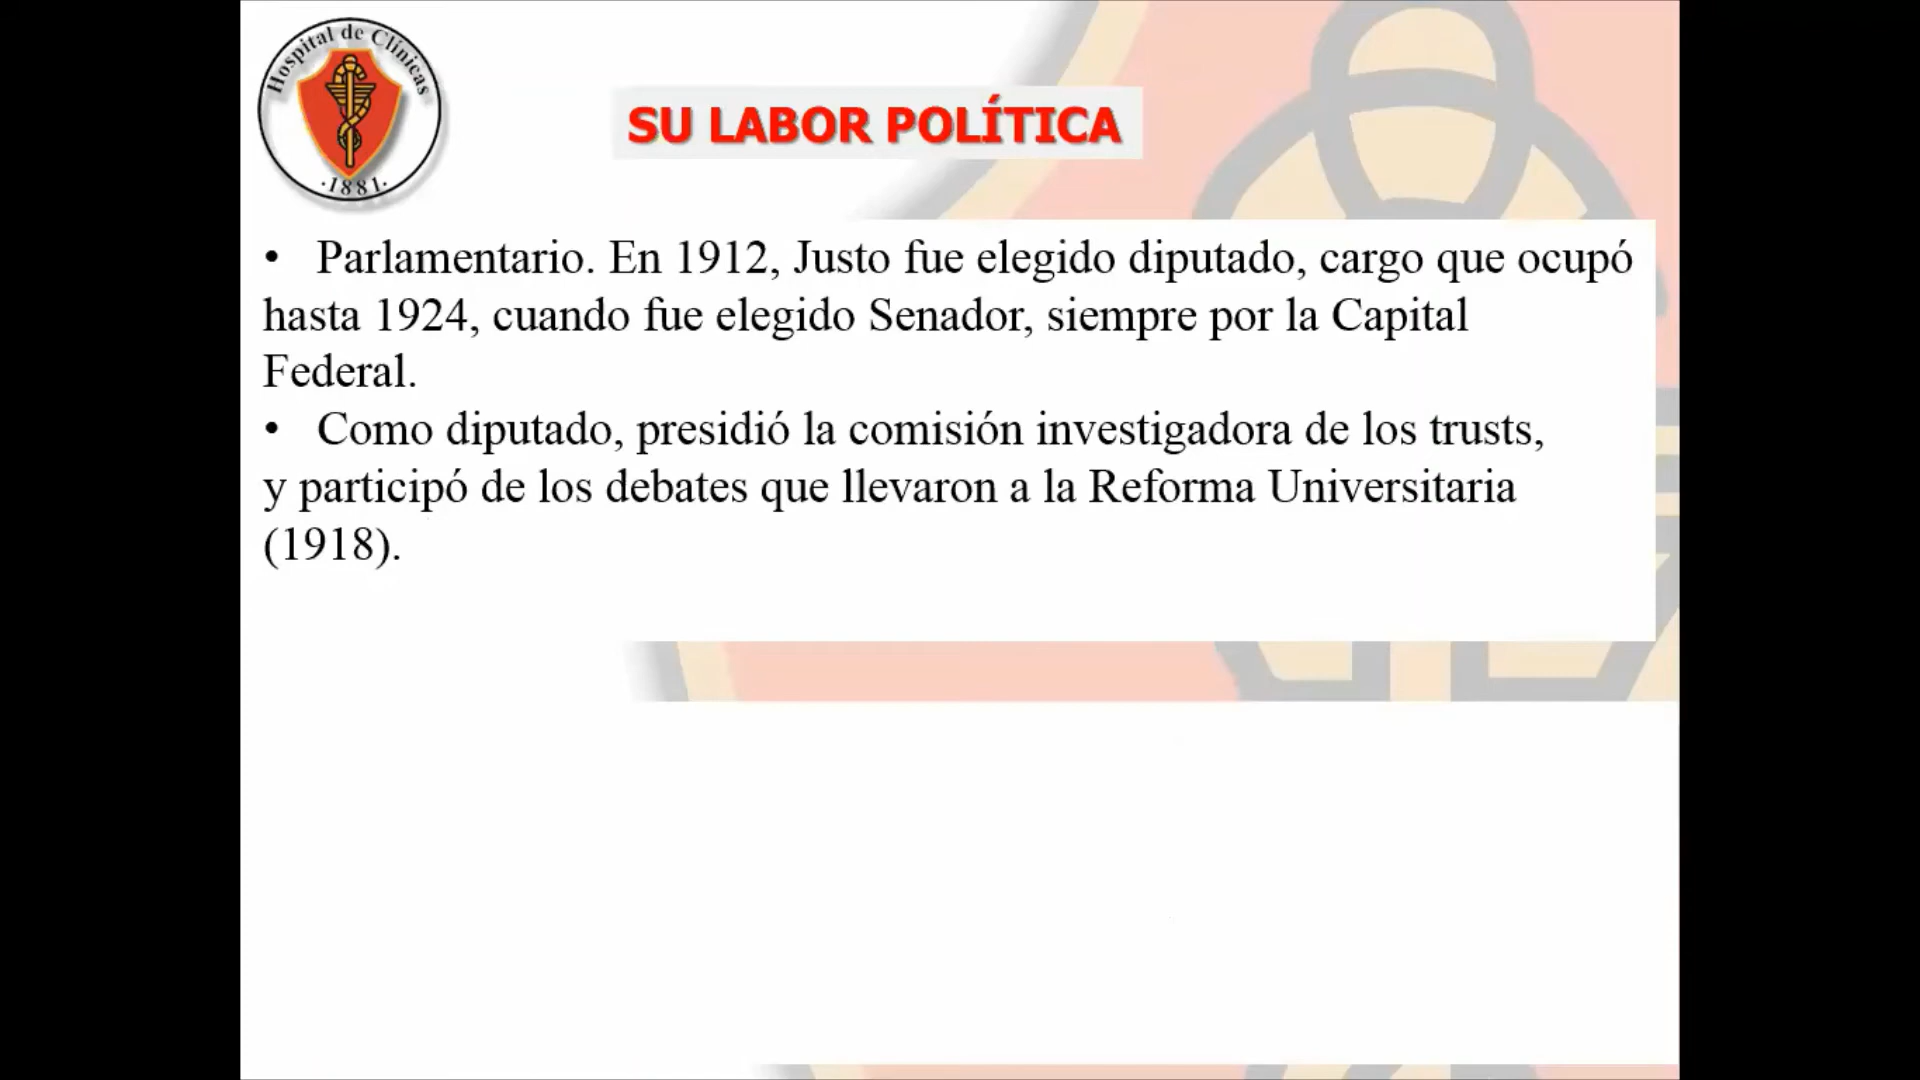 Hospital de Clínicas
·1881·
SU LABOR POLÍTICA
• Parlamentario. En 1912, Justo fue elegido diputado, cargo que ocupó
hasta 1924, cuando fue elegido Senador, siempre por la Capital
Federal.
• Como diputado, presidió la comisión investigadora de los trusts,
y participó de los debates que llevaron a la Reforma Universitaria
(1918).